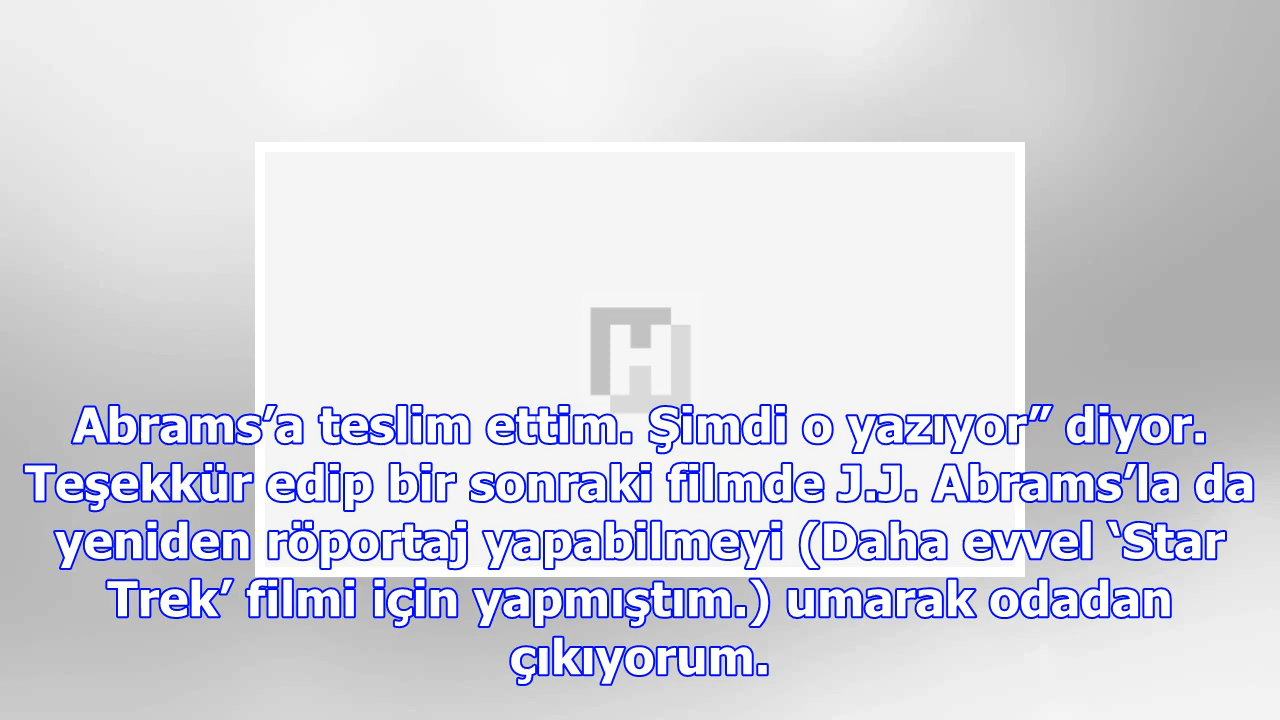 H
Abrams’a teslim ettim. Şimdi o yazıyor” diyor.
Teşekkür edip bir sonraki filmde J.J. Abrams’la da
yeniden röportaj yapabilmeyi (Daha evvel ‘Star
Trek’ filmi için yapmıştım.) umarak odadan
çıkıyorum.